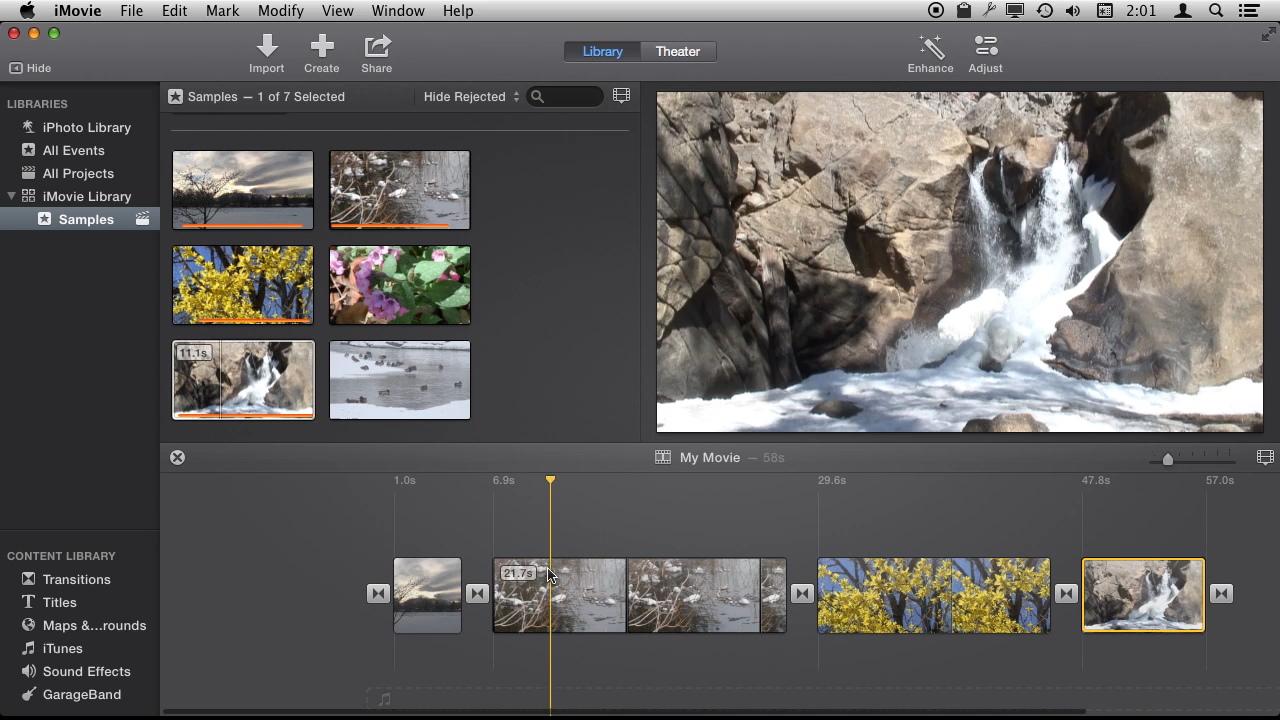 iMovie File Edit Mark Modify View Window Help 2:01
Hide Import Create Share Library Theater Enhance Adjust
LIBRARIES
iPhoto Library
All Events
All Projects
iMovie Library
Samples
Samples — 1 of 7 Selected Hide Rejected
11.1s
My Movie — 58s
1.0s 6.9s 29.6s 47.8s 57.0s
21.7s
CONTENT LIBRARY
Transitions
Titles
Maps &...rounds
iTunes
Sound Effects
GarageBand